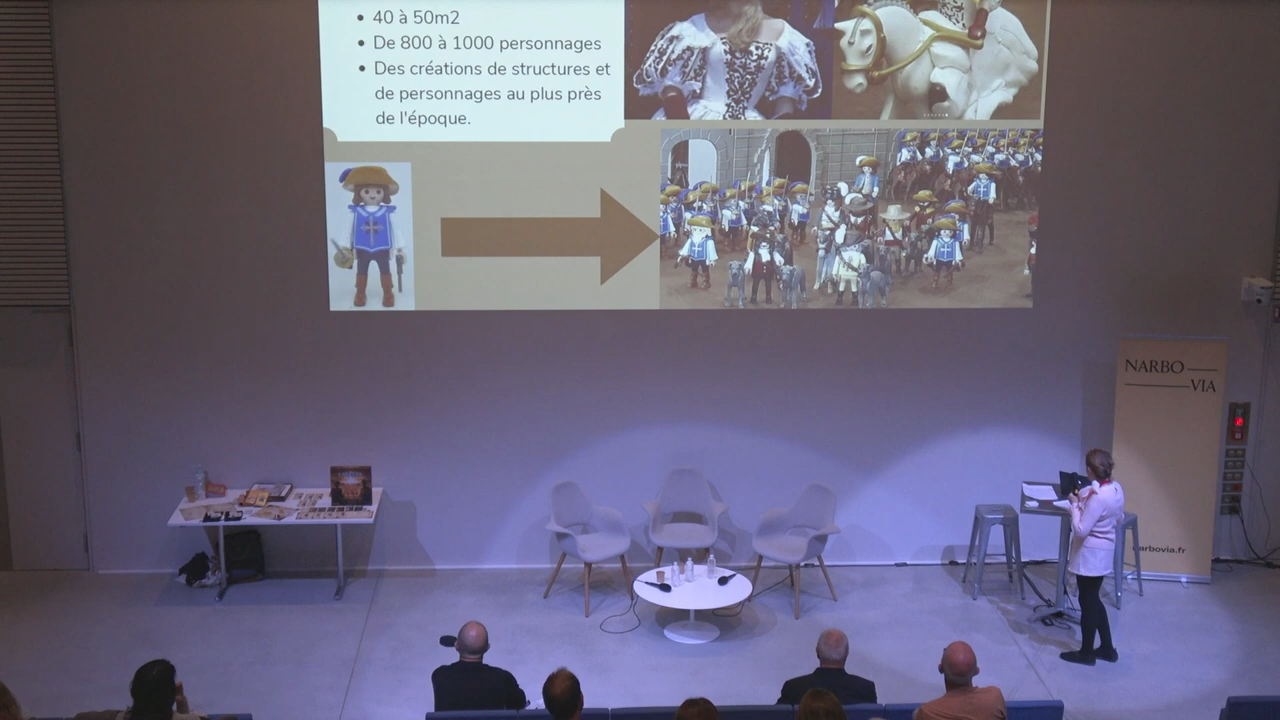 40 à 50m2
De 800 à 1000 personnages
Des créations de structures et
de personnages au plus près
de l'époque.
NARBO
VIA
narbovia.fr